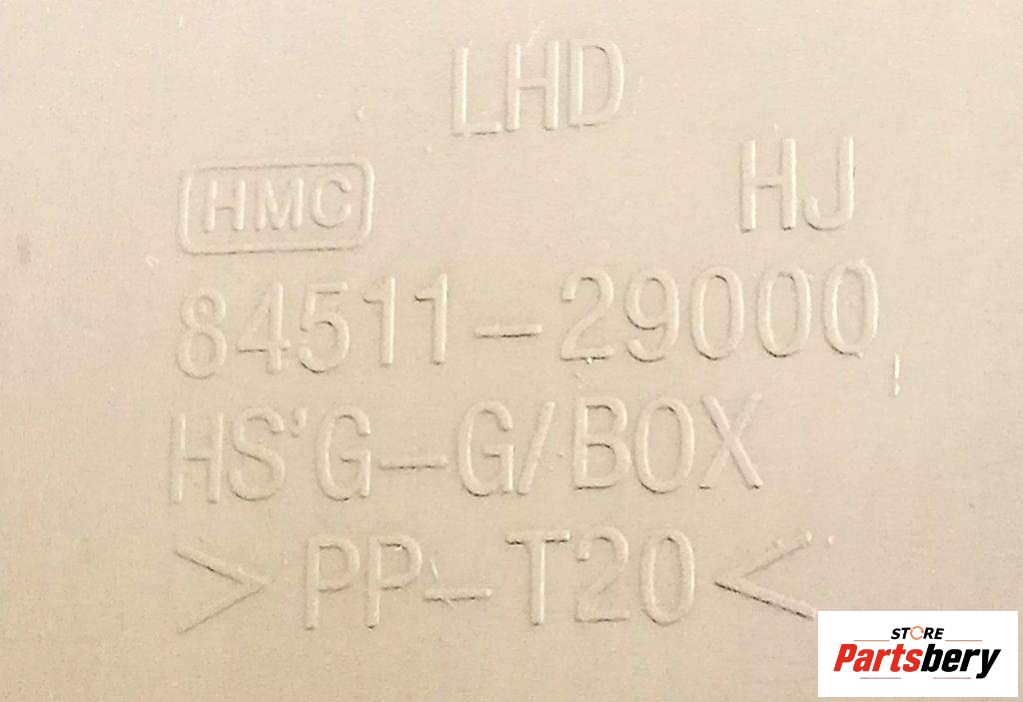 LHD
HMC HJ
84511-29000
HS'G-G/BOX
>PP-T20<
STORE
Partsbery